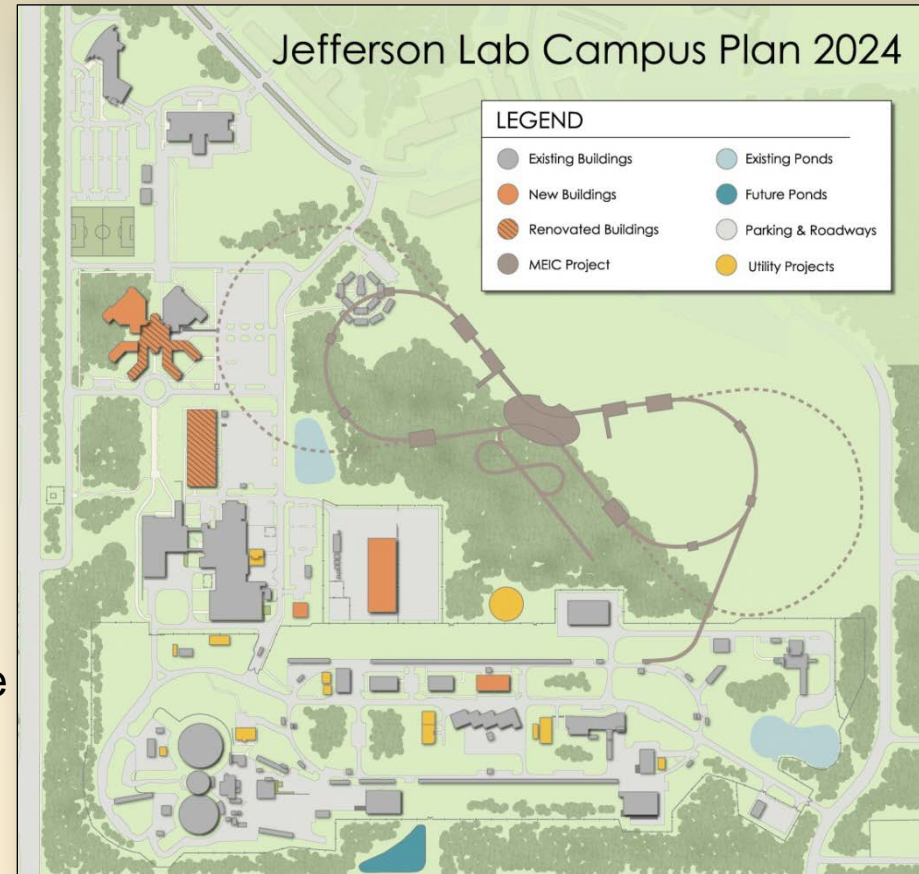 Jefferson Lab Campus Plan 2024
LEGEND
Existing Buildings
New Buildings
Renovated Buildings
MEIC Project
Existing Ponds
Future Ponds
Parking & Roadways
Utility Projects
e